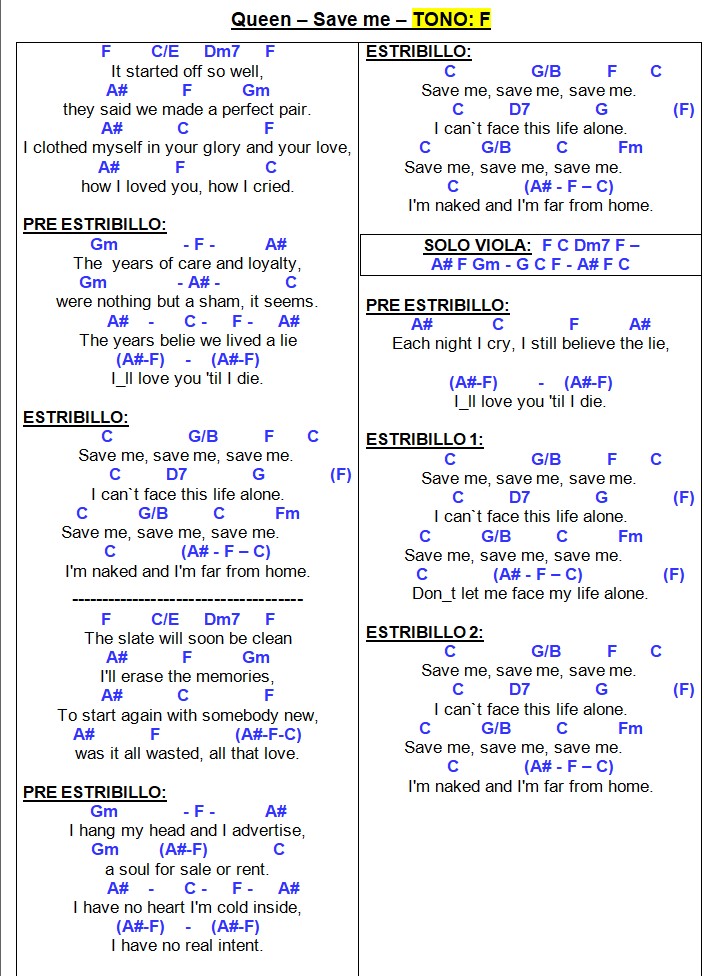 Queen – Save me – TONO: F
F C/E Dm7 F
It started off so well,
A# F Gm
they said we made a perfect pair.
A# C F
I clothed myself in your glory and your love,
A# F C
how I loved you, how I cried.
PRE ESTRIBILLO:
Gm - F - A#
The years of care and loyalty,
Gm - A# - C
were nothing but a sham, it seems.
A# - C - F - A#
The years belie we lived a lie
(A#-F) - (A#-F)
I_ll love you 'til I die.
ESTRIBILLO:
C G/B F C
Save me, save me, save me.
C D7 G (F)
I can`t face this life alone.
C G/B C Fm
Save me, save me, save me.
C (A# - F – C)
I'm naked and I'm far from home.
--------------------------------------
F C/E Dm7 F
The slate will soon be clean
A# F Gm
I'll erase the memories,
A# C F
To start again with somebody new,
A# F (A#-F-C)
was it all wasted, all that love.
PRE ESTRIBILLO:
Gm - F - A#
I hang my head and I advertise,
Gm (A#-F) C
a soul for sale or rent.
A# - C - F - A#
I have no heart I'm cold inside,
(A#-F) - (A#-F)
I have no real intent.
ESTRIBILLO:
C G/B F C
Save me, save me, save me.
C D7 G (F)
I can`t face this life alone.
C G/B C Fm
Save me, save me, save me.
C (A# - F – C)
I'm naked and I'm far from home.
SOLO VIOLA: F C Dm7 F –
A# F Gm - G C F - A# F C
PRE ESTRIBILLO:
A# C F A#
Each night I cry, I still believe the lie,
(A#-F) - (A#-F)
I_ll love you 'til I die.
ESTRIBILLO 1:
C G/B F C
Save me, save me, save me.
C D7 G (F)
I can`t face this life alone.
C G/B C Fm
Save me, save me, save me.
C (A# - F – C) (F)
Don_t let me face my life alone.
ESTRIBILLO 2:
C G/B F C
Save me, save me, save me.
C D7 G (F)
I can`t face this life alone.
C G/B C Fm
Save me, save me, save me.
C (A# - F – C)
I'm naked and I'm far from home.